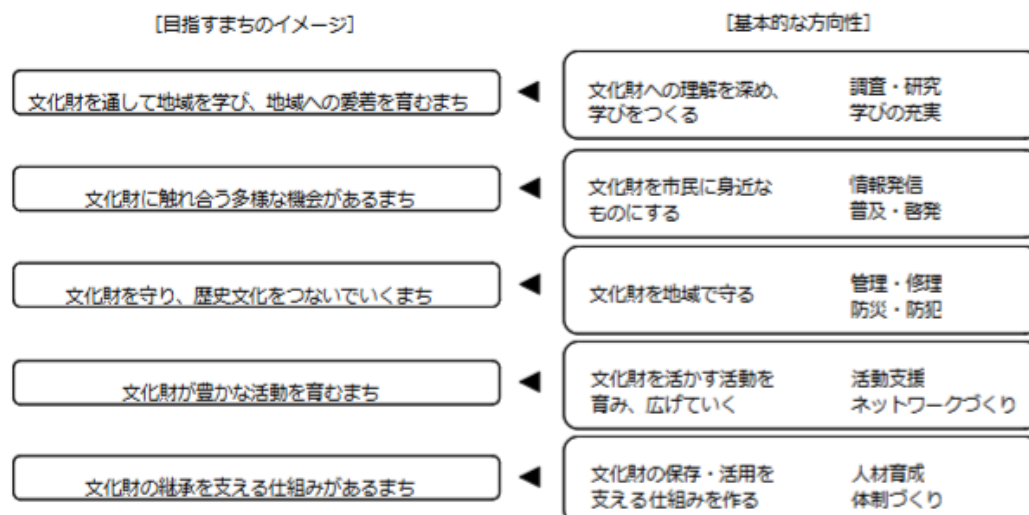 [目指すまちのイメージ]
[基本的な方向性]
文化財を通して地域を学び、地域への愛着を育むまち
文化財への理解を深め、
学びをつくる
調査・研究
学びの充実
文化財に触れ合う多様な機会があるまち
文化財を市民に身近な
ものにする
情報発信
普及・啓発
文化財を守り、歴史文化をつないでいくまち
文化財を地域で守る
管理・修理
防災・防犯
文化財が豊かな活動を育むまち
文化財を活かす活動を
育み、広げていく
活動支援
ネットワークづくり
文化財の継承を支える仕組みがあるまち
文化財の保存・活用を
支える仕組みを作る
人材育成
体制づくり